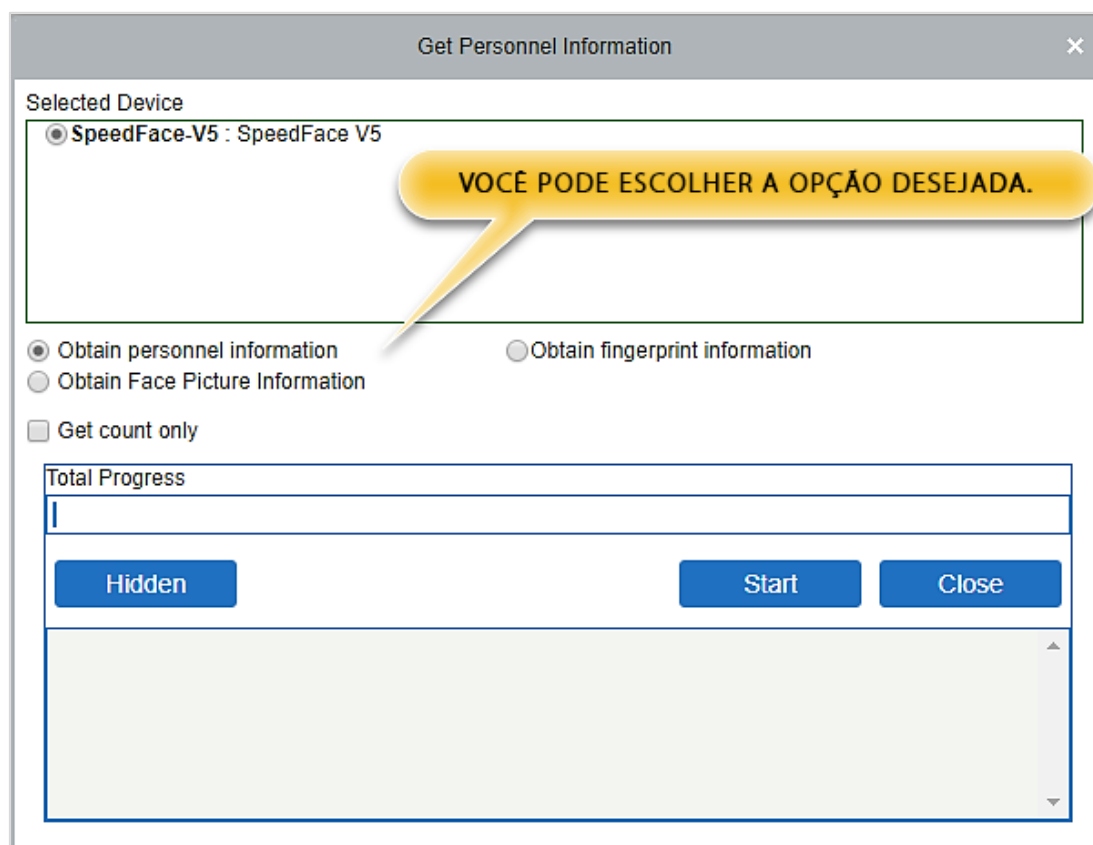 Get Personnel Information ×
Selected Device
SpeedFace-V5 : SpeedFace V5
VOCÊ PODE ESCOLHER A OPÇÃO DESEJADA.
Obtain personnel information Obtain fingerprint information
Obtain Face Picture Information
Get count only
Total Progress
Hidden Start Close